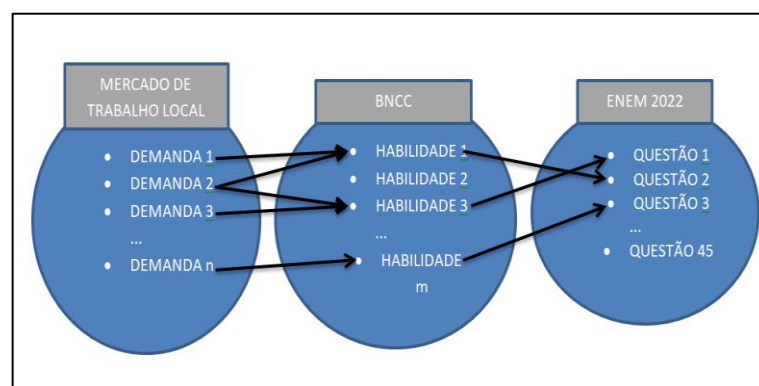 MERCADO DE
TRABALHO LOCAL
DEMANDA 1
DEMANDA 2
DEMANDA 3
...
DEMANDA n
BNCC
HABILIDADE 1
HABILIDADE 2
HABILIDADE 3
...
HABILIDADE
m
ENEM 2022
QUESTÃO 1
QUESTÃO 2
QUESTÃO 3
...
QUESTÃO 45